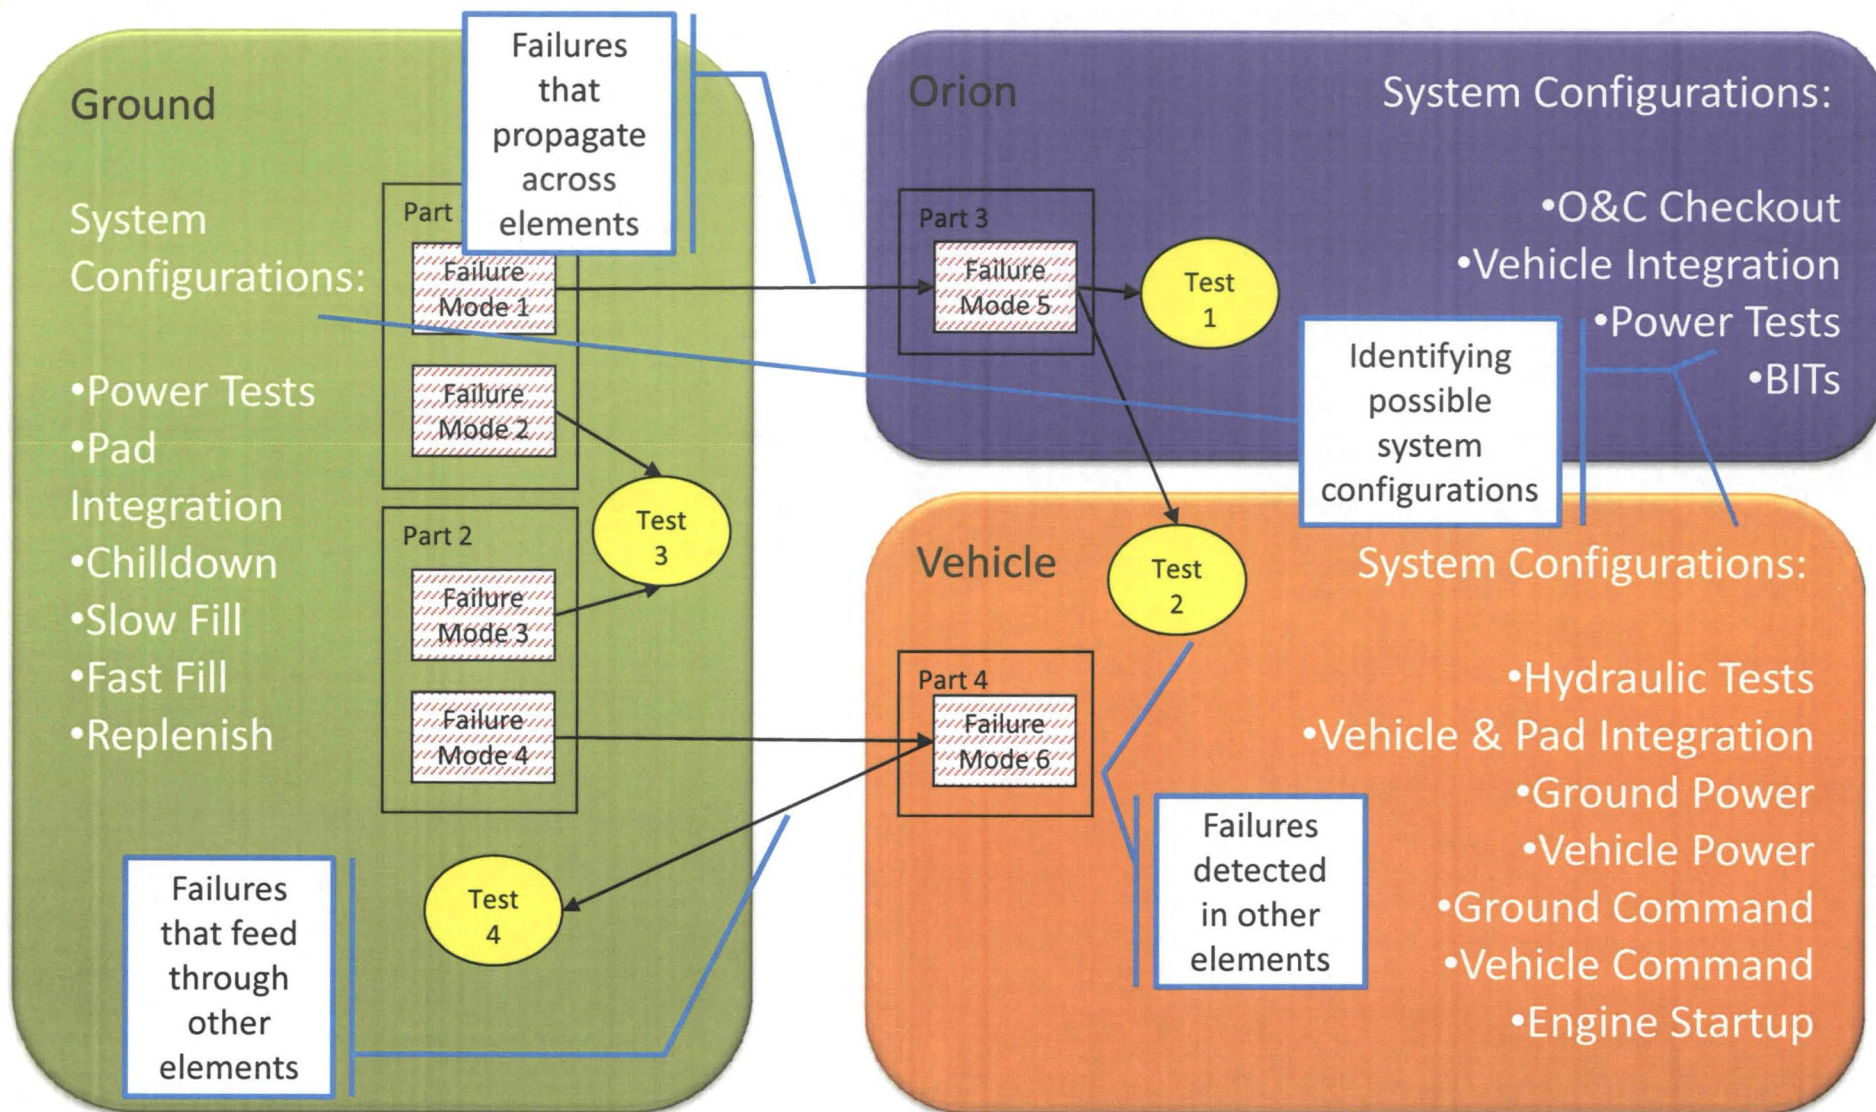 Ground
System
Configurations:
•Power Tests
•Pad
Integration
•Chilldown
•Slow Fill
•Fast Fill
•Replenish
Failures
that
propagate
across
elements
Part
Failure
Mode 1
Failure
Mode 2
Part 2
Failure
Mode 3
Failure
Mode 4
Test
3
Test
4
Failures
that feed
through
other
elements
Orion
System Configurations:
•O&C Checkout
•Vehicle Integration
•Power Tests
•BITs
Part 3
Failure
Mode 5
Test
1
Identifying
possible
system
configurations
Vehicle
System Configurations:
•Hydraulic Tests
•Vehicle & Pad Integration
•Ground Power
•Vehicle Power
•Ground Command
•Vehicle Command
•Engine Startup
Test
2
Part 4
Failure
Mode 6
Failures
detected
in other
elements